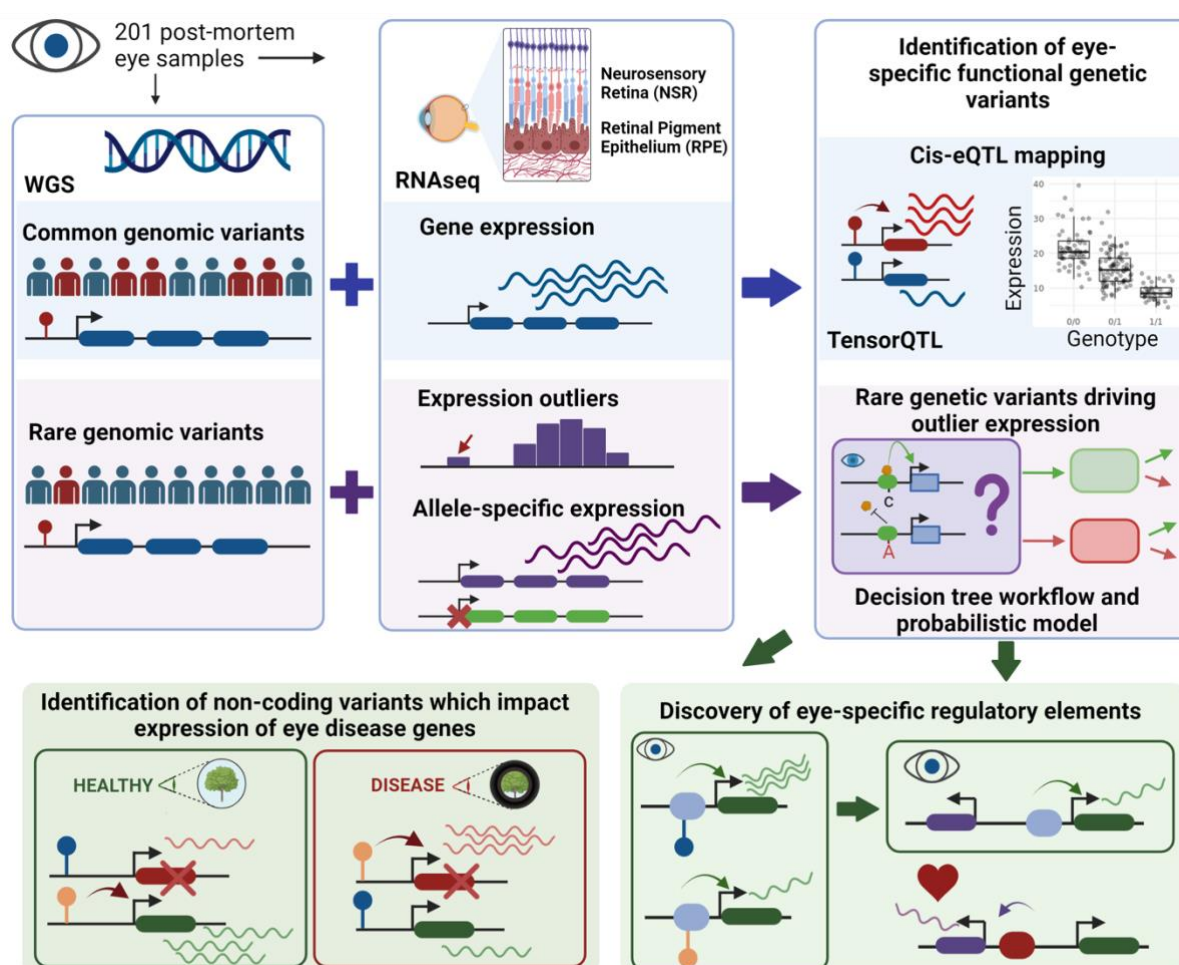 201 post-mortem
eye samples
WGS
Common genomic variants
Rare genomic variants
RNAseq
Neurosensory
Retina (NSR)
Retinal Pigment
Epithelium (RPE)
Gene expression
Expression outliers
Allele-specific expression
Identification of eye-
specific functional genetic
variants
Cis-eQTL mapping
TensorQTL
Expression
40
30
20
10
0/0
0/1
1/1
Genotype
Rare genetic variants driving
outlier expression
C
A
?
Decision tree workflow and
probabilistic model
Identification of non-coding variants which impact
expression of eye disease genes
HEALTHY
DISEASE
Discovery of eye-specific regulatory elements